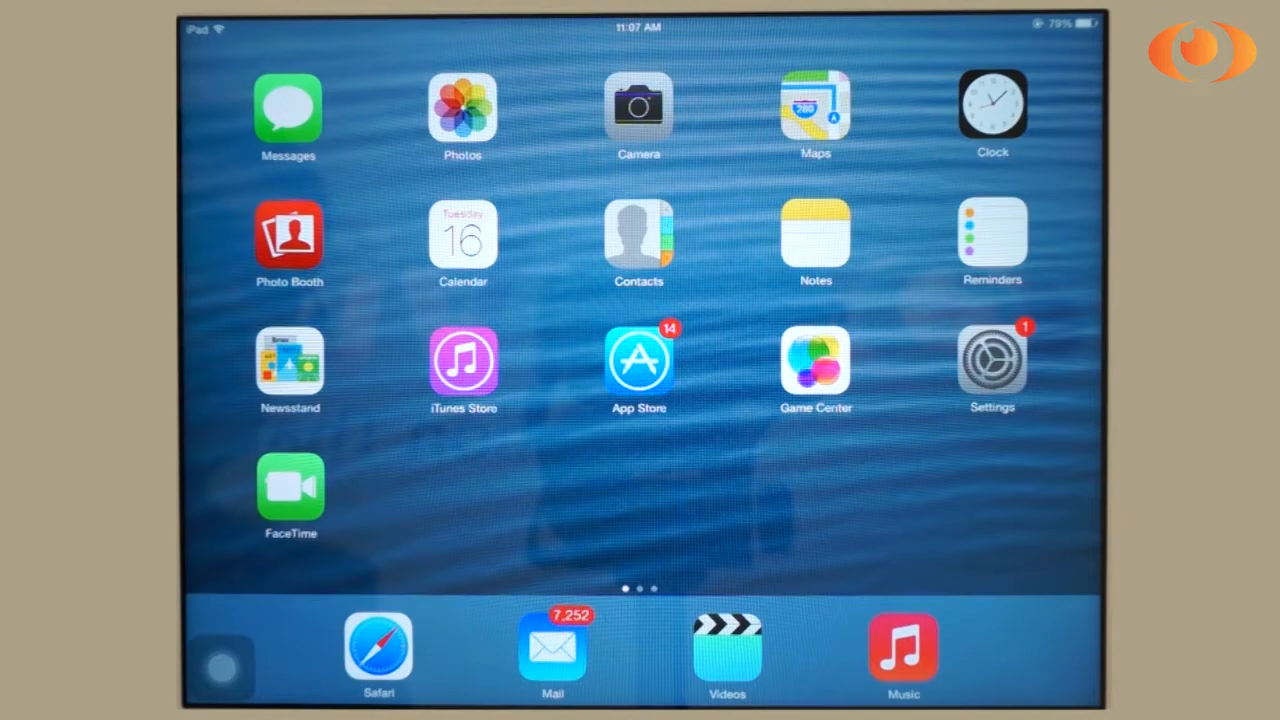 iPad 11:07 AM 79%
Messages Photos Camera Maps Clock
280
Tuesday
16
Photo Booth Calendar Contacts Notes Reminders
14 1
Newsstand iTunes Store App Store Game Center Settings
FaceTime
7,252
Safari Mail Videos Music